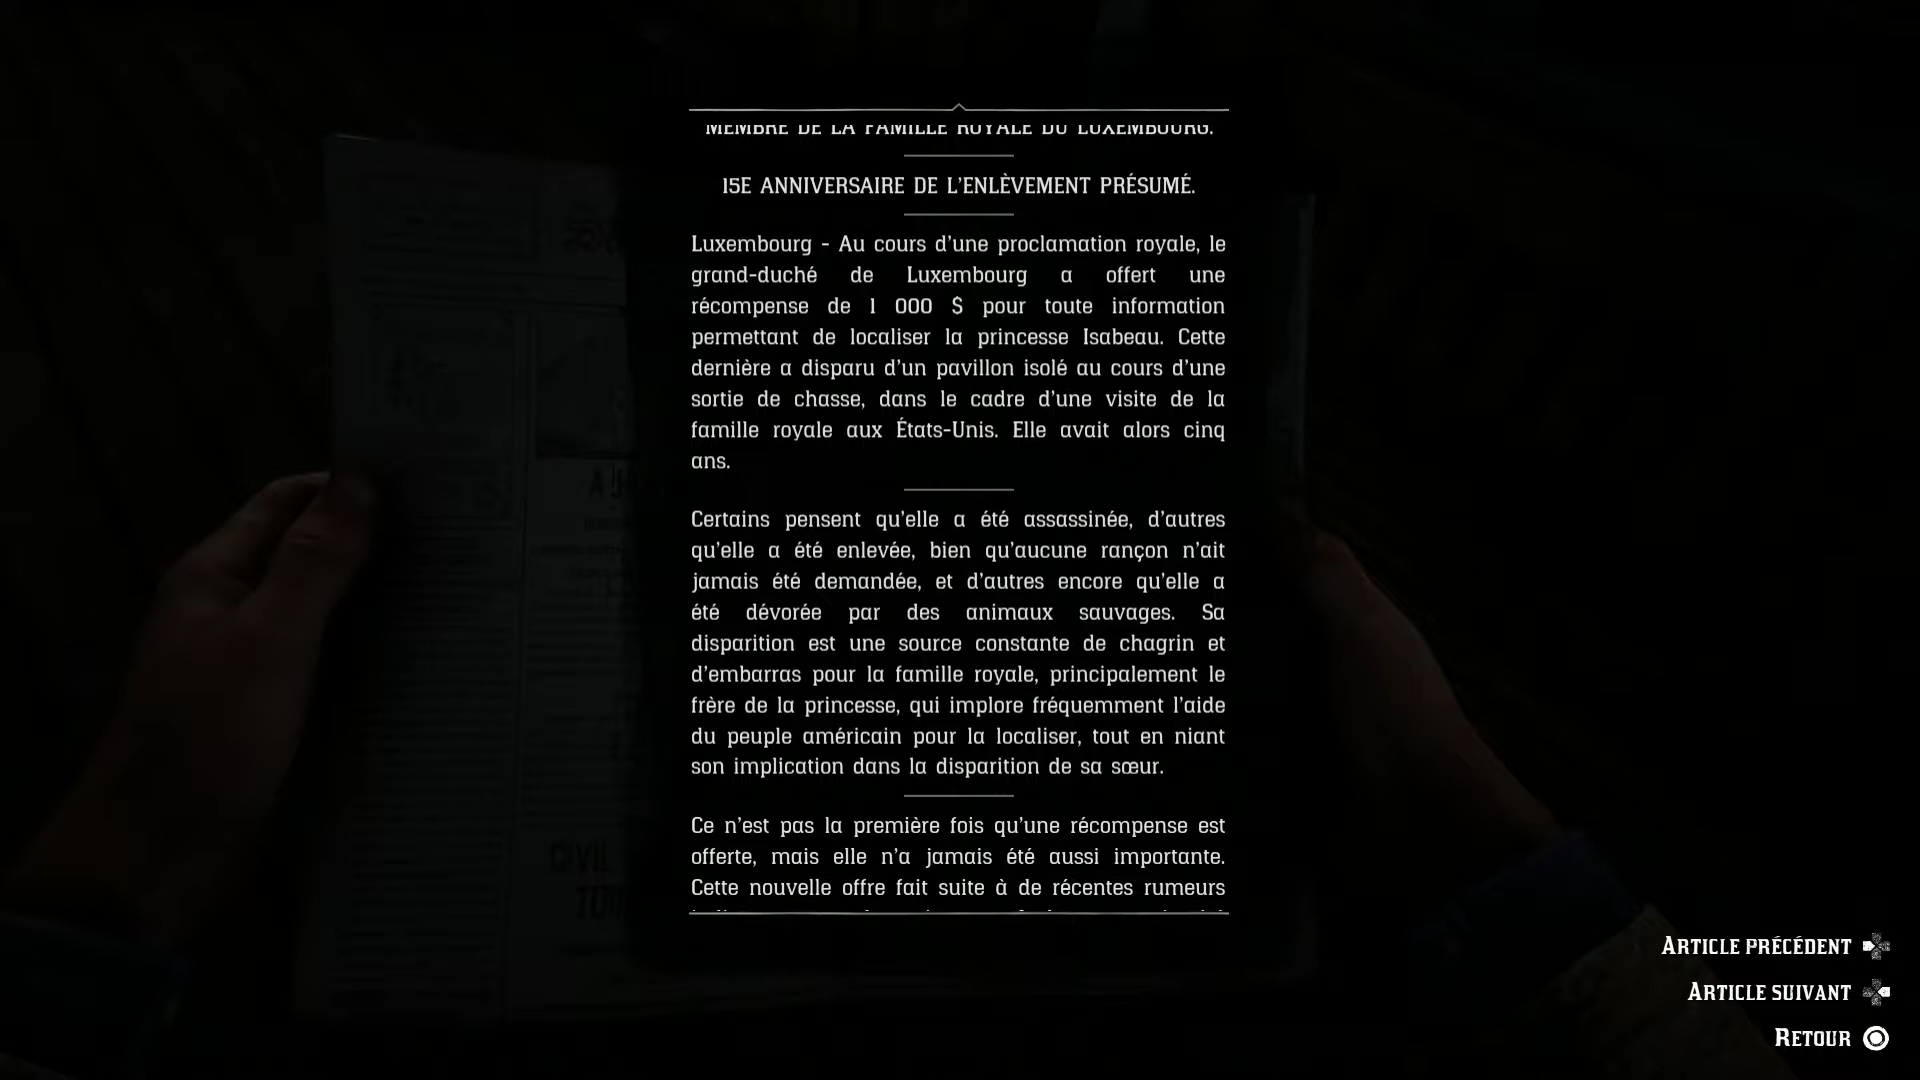 MEMBRE DE LA FAMILLE ROYALE DU LUXEMBOURG.
15E ANNIVERSAIRE DE L'ENLÈVEMENT PRÉSUMÉ.
Luxembourg - Au cours d'une proclamation royale, le
grand-duché de Luxembourg a offert une
récompense de 1 000 $ pour toute information
permettant de localiser la princesse Isabeau. Cette
dernière a disparu d'un pavillon isolé au cours d'une
sortie de chasse, dans le cadre d'une visite de la
famille royale aux États-Unis. Elle avait alors cinq
ans.
Certains pensent qu'elle a été assassinée, d'autres
qu'elle a été enlevée, bien qu'aucune rançon n'ait
jamais été demandée, et d'autres encore qu'elle a
été dévorée par des animaux sauvages. Sa
disparition est une source constante de chagrin et
d'embarras pour la famille royale, principalement le
frère de la princesse, qui implore fréquemment l'aide
du peuple américain pour la localiser, tout en niant
son implication dans la disparition de sa sœur.
Ce n'est pas la première fois qu'une récompense est
offerte, mais elle n'a jamais été aussi importante.
Cette nouvelle offre fait suite à de récentes rumeurs
CIVIL
ARTICLE PRÉCÉDENT
ARTICLE SUIVANT
RETOUR